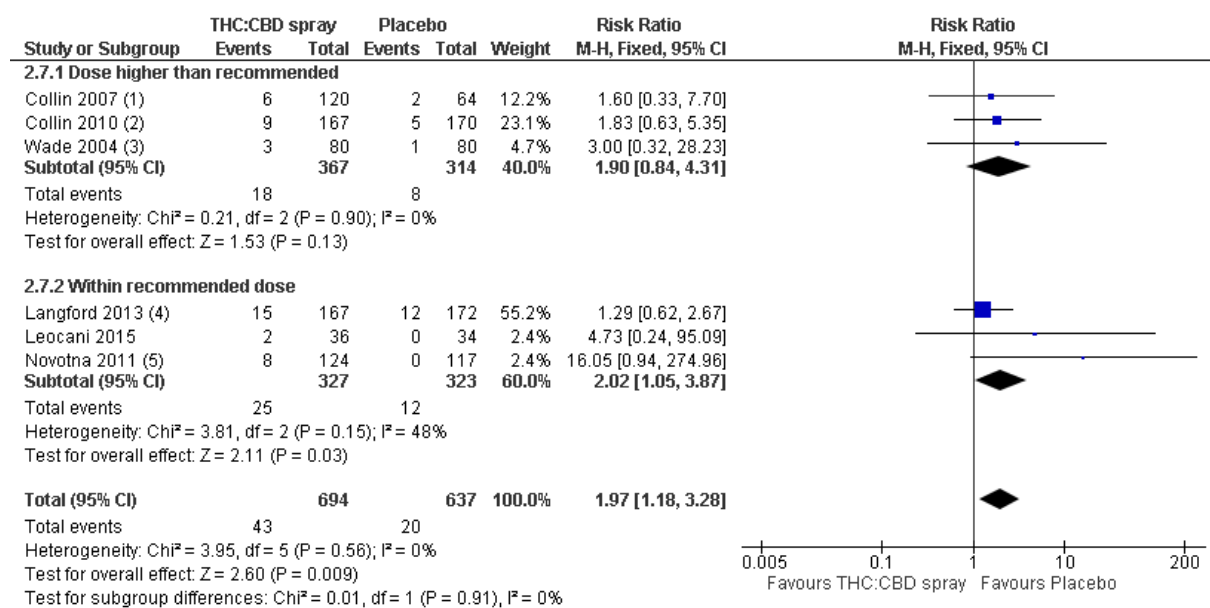 THC:CBD spray Placebo Risk Ratio Risk Ratio
Study or Subgroup Events Total Events Total Weight M-H, Fixed, 95% CI M-H, Fixed, 95% CI
2.7.1 Dose higher than recommended
Collin 2007 (1) 6 120 2 64 12.2% 1.60 [0.33, 7.70]
Collin 2010 (2) 9 167 5 170 23.1% 1.83 [0.63, 5.35]
Wade 2004 (3) 3 80 1 80 4.7% 3.00 [0.32, 28.23]
Subtotal (95% CI) 367 314 40.0% 1.90 [0.84, 4.31]
Total events 18 8
Heterogeneity: Chi² = 0.21, df = 2 (P = 0.90); I² = 0%
Test for overall effect: Z = 1.53 (P = 0.13)
2.7.2 Within recommended dose
Langford 2013 (4) 15 167 12 172 55.2% 1.29 [0.62, 2.67]
Leocani 2015 2 36 0 34 2.4% 4.73 [0.24, 95.09]
Novotna 2011 (5) 8 124 0 117 2.4% 16.05 [0.94, 274.96]
Subtotal (95% CI) 327 323 60.0% 2.02 [1.05, 3.87]
Total events 25 12
Heterogeneity: Chi² = 3.81, df = 2 (P = 0.15); I² = 48%
Test for overall effect: Z = 2.11 (P = 0.03)
Total (95% CI) 694 637 100.0% 1.97 [1.18, 3.28]
Total events 43 20
Heterogeneity: Chi² = 3.95, df = 5 (P = 0.56); I² = 0%
Test for overall effect: Z = 2.60 (P = 0.009)
Test for subgroup differences: Chi² = 0.01, df = 1 (P = 0.91), I² = 0%
0.005 0.1 1 10 200
Favours THC:CBD spray Favours Placebo